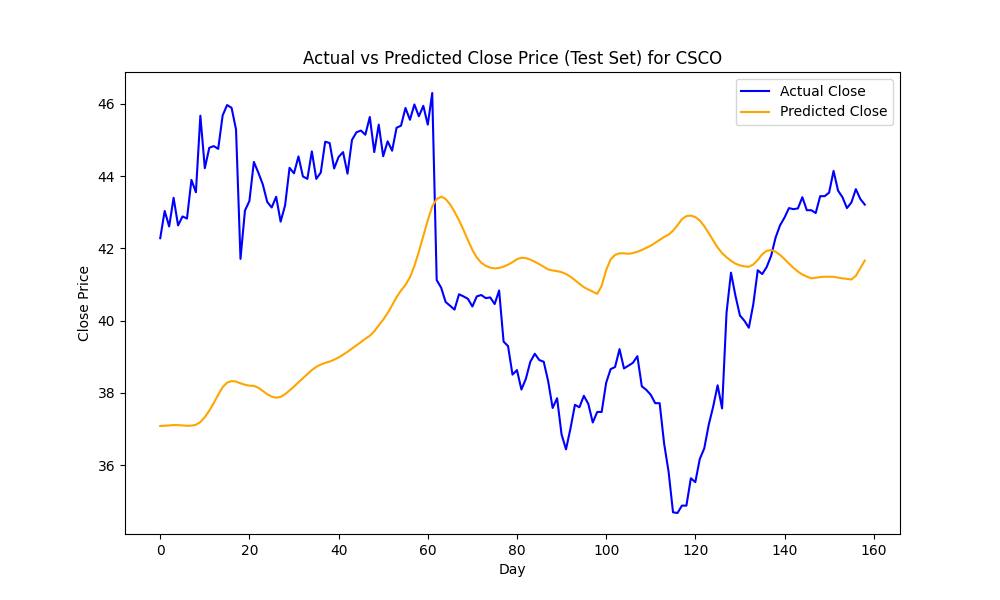 Actual vs Predicted Close Price (Test Set) for CSCO
Actual Close
Predicted Close
Close Price
46
44
42
40
38
36
0 20 40 60 80 100 120 140 160
Day